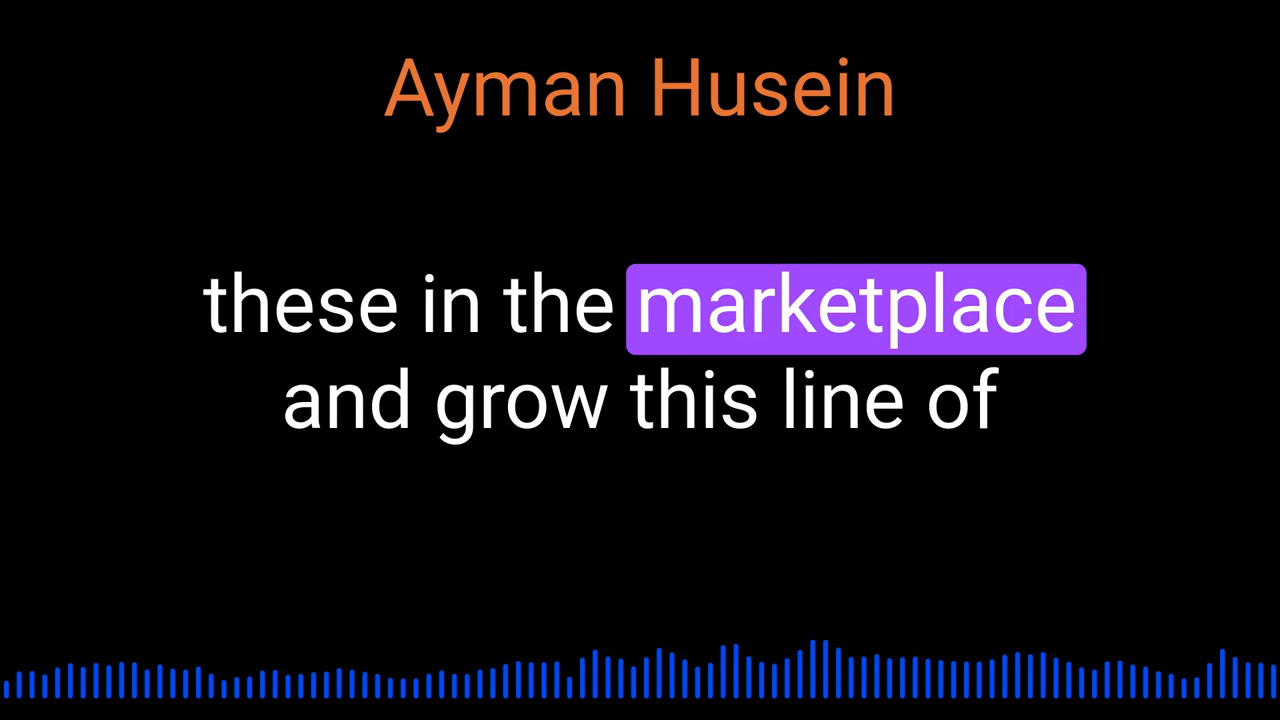 Ayman Husein
these in the marketplace
and grow this line of